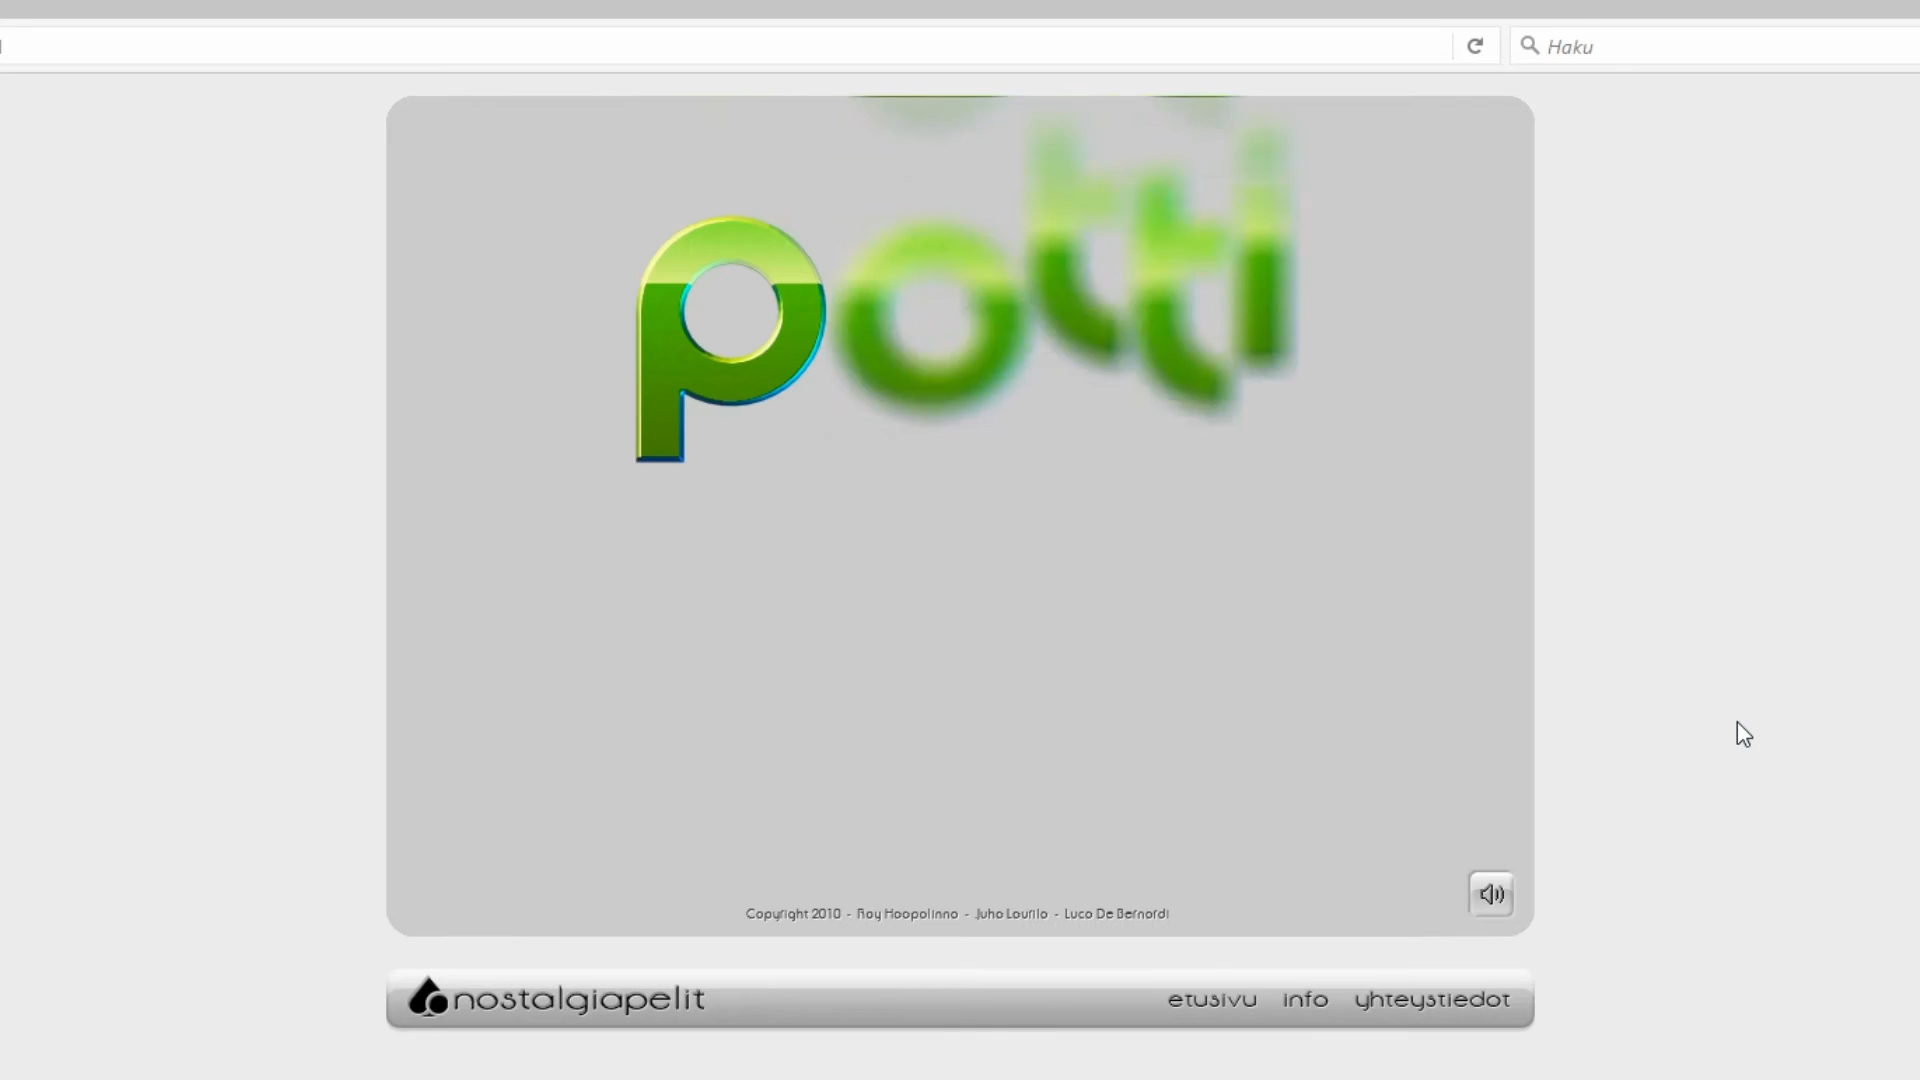 Haku
potti
Copyright 2010 - Roy Haapalinna - Juho Laurila - Luca De Bernardi
nostalgiapelit
etusivu info yhteystiedot